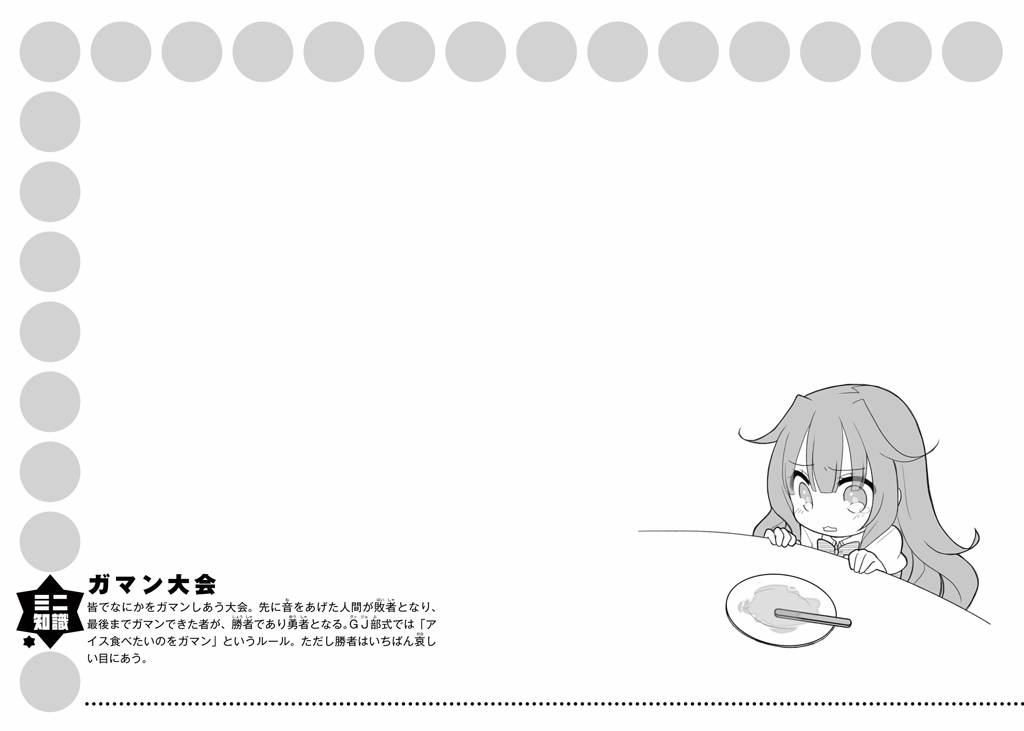 ミニ
知識
ガマン大会
皆でなにかをガマンしあう大会。先に音をあげた人間が敗者となり、
最後までガマンできた者が、勝者であり勇者となる。ＧＪ部式では「ア
イス食べたいのをガマン」というルール。ただし勝者はいちばん哀し
い目にあう。